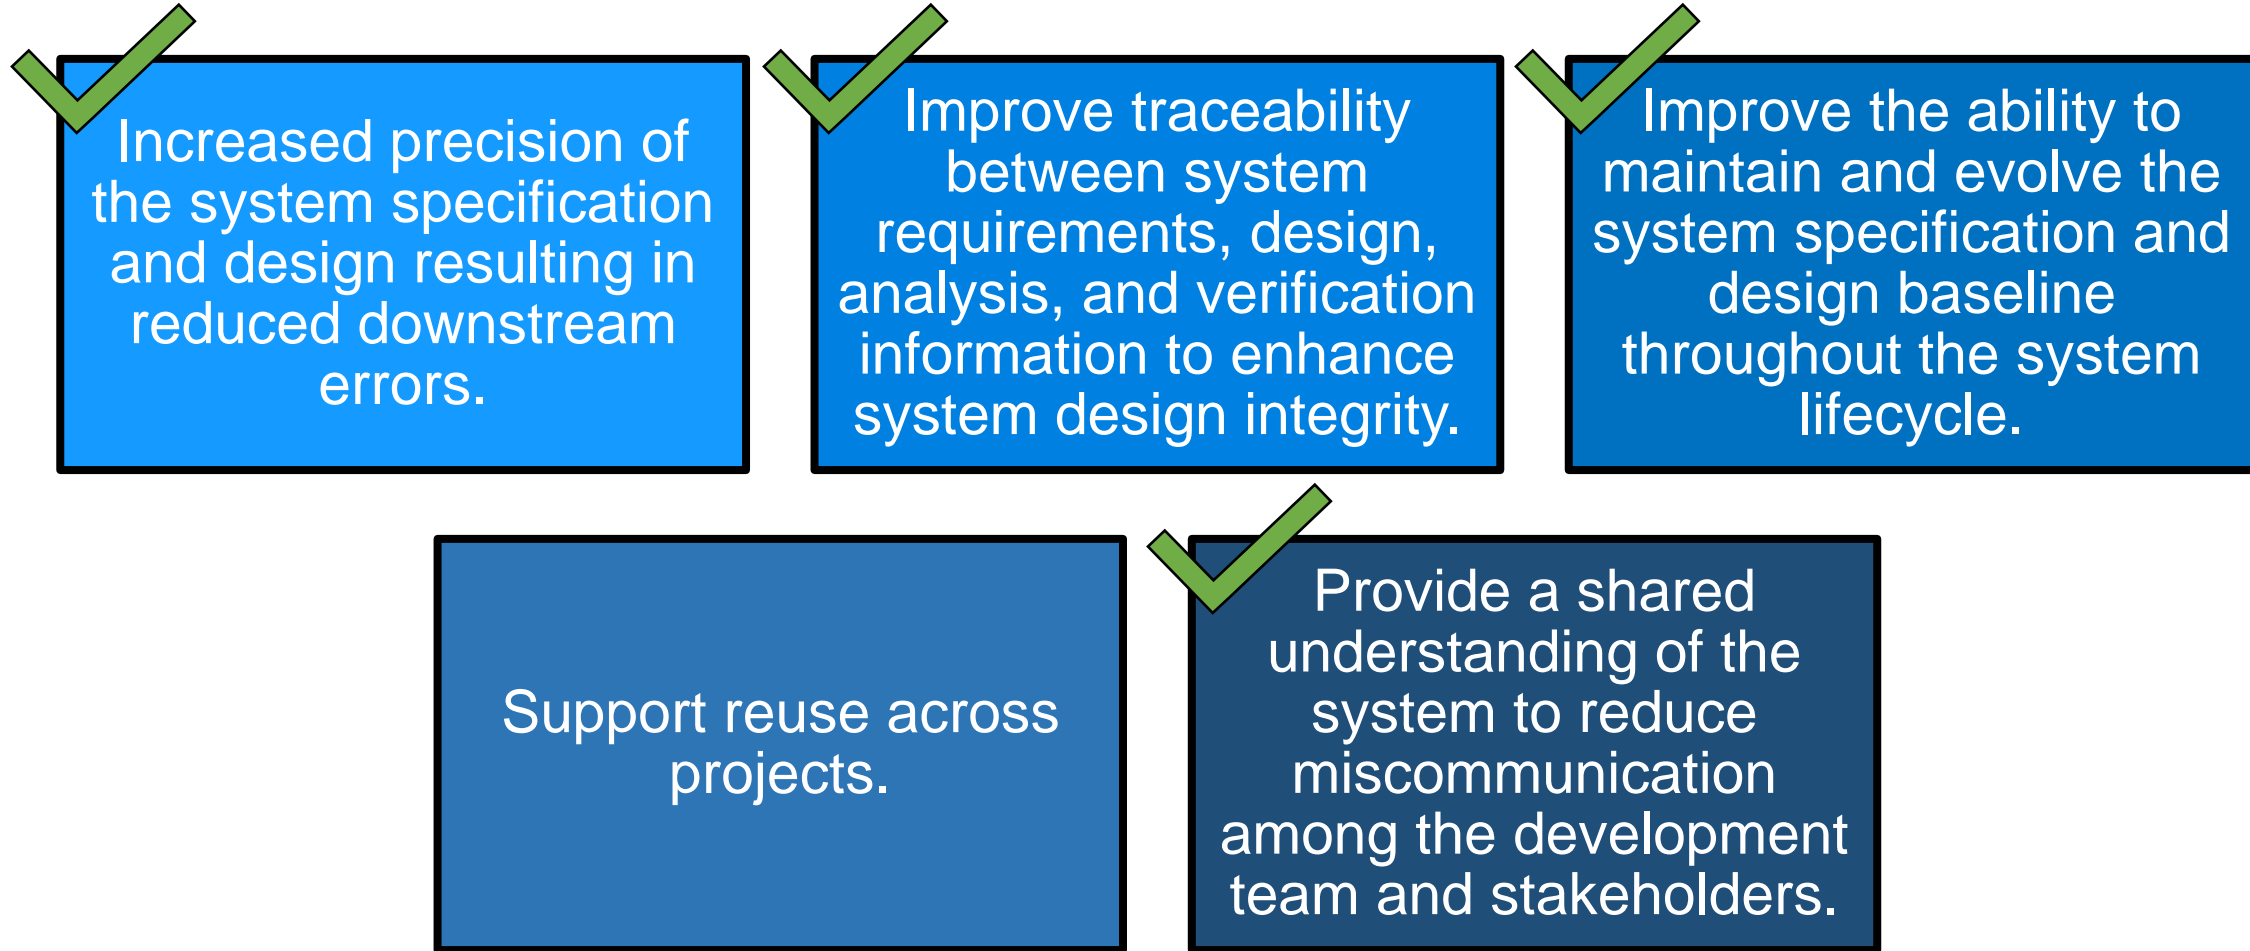 Increased precision of
the system specification
and design resulting in
reduced downstream
errors.
Improve traceability
between system
requirements, design,
analysis, and verification
information to enhance
system design integrity.
Improve the ability to
maintain and evolve the
system specification and
design baseline
throughout the system
lifecycle.
Support reuse across
projects.
Provide a shared
understanding of the
system to reduce
miscommunication
among the development
team and stakeholders.